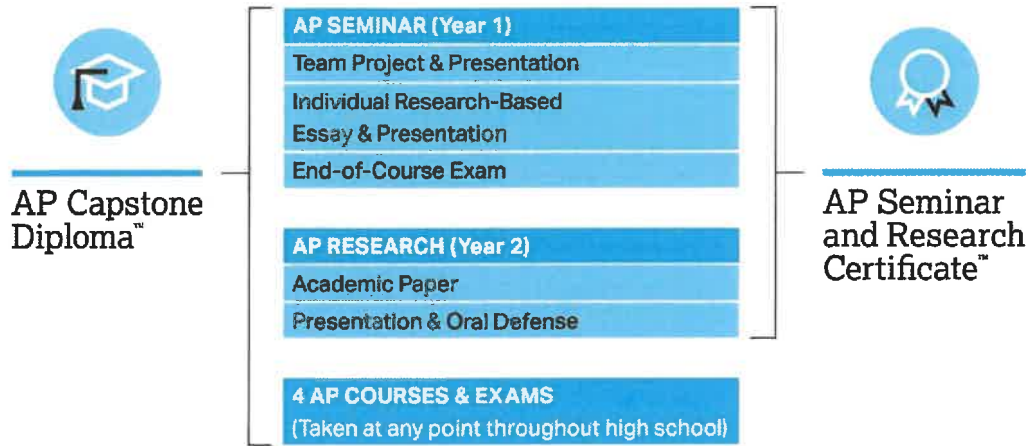 AP Capstone
Diploma™
AP SEMINAR (Year 1)
Team Project & Presentation
Individual Research-Based
Essay & Presentation
End-of-Course Exam
AP RESEARCH (Year 2)
Academic Paper
Presentation & Oral Defense
4 AP COURSES & EXAMS
(Taken at any point throughout high school)
AP Seminar
and Research
Certificate™